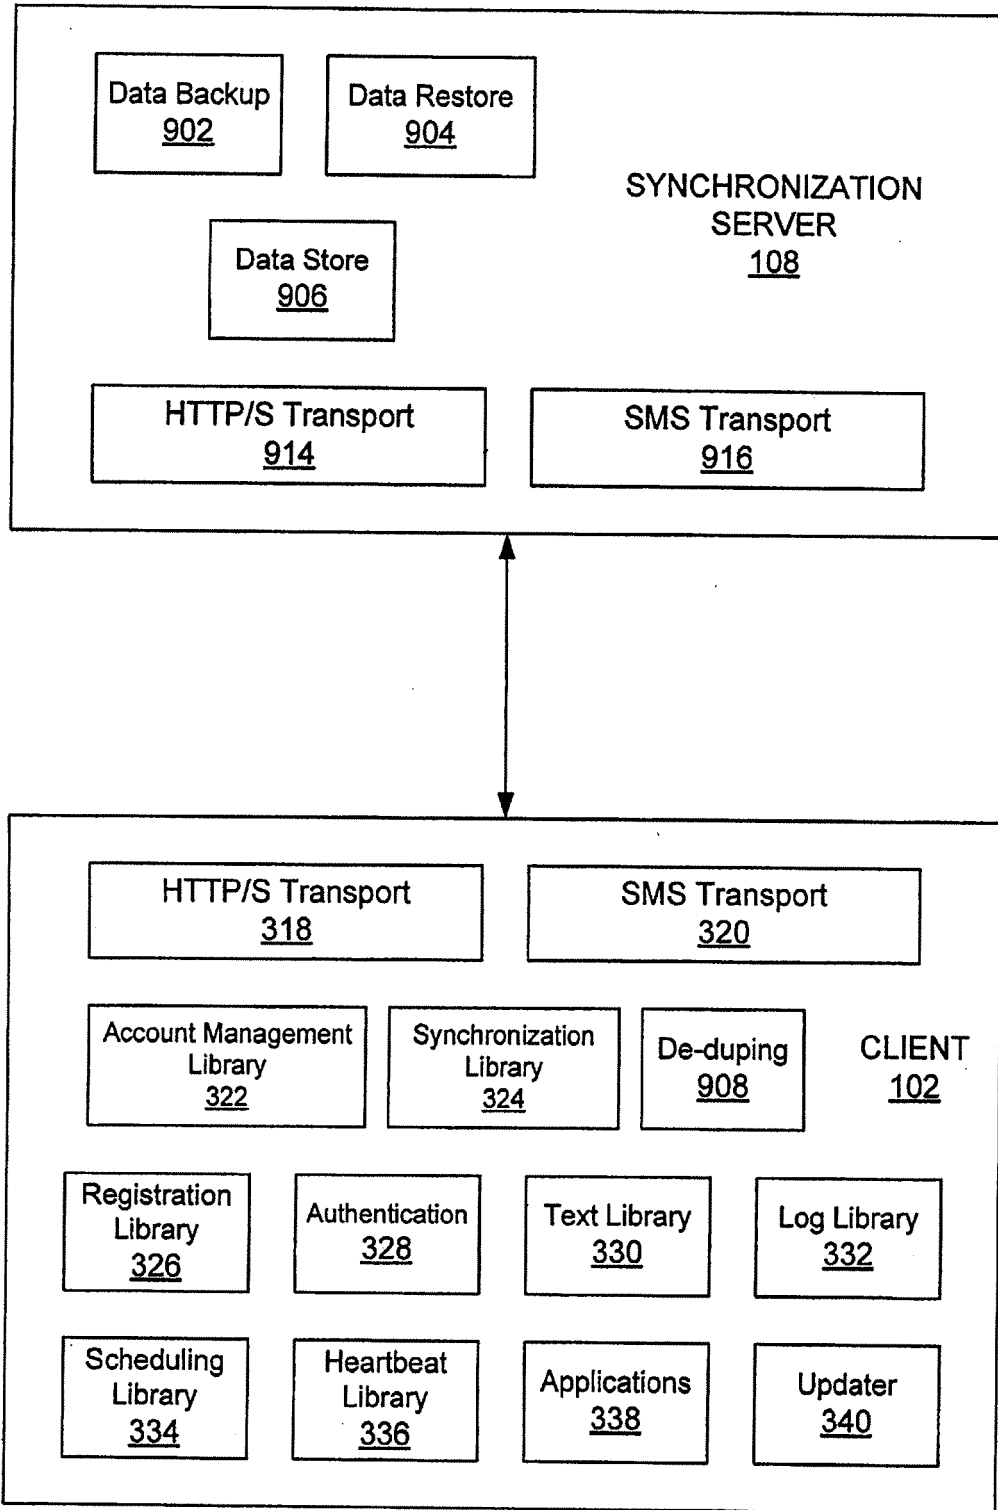 Data Backup
902
Data Restore
904
SYNCHRONIZATION
SERVER
108
Data Store
906
HTTP/S Transport
914
SMS Transport
916
HTTP/S Transport
318
SMS Transport
320
Account Management
Library
322
Synchronization
Library
324
De-duping
908
CLIENT
102
Registration
Library
326
Authentication
328
Text Library
330
Log Library
332
Scheduling
Library
334
Heartbeat
Library
336
Applications
338
Updater
340